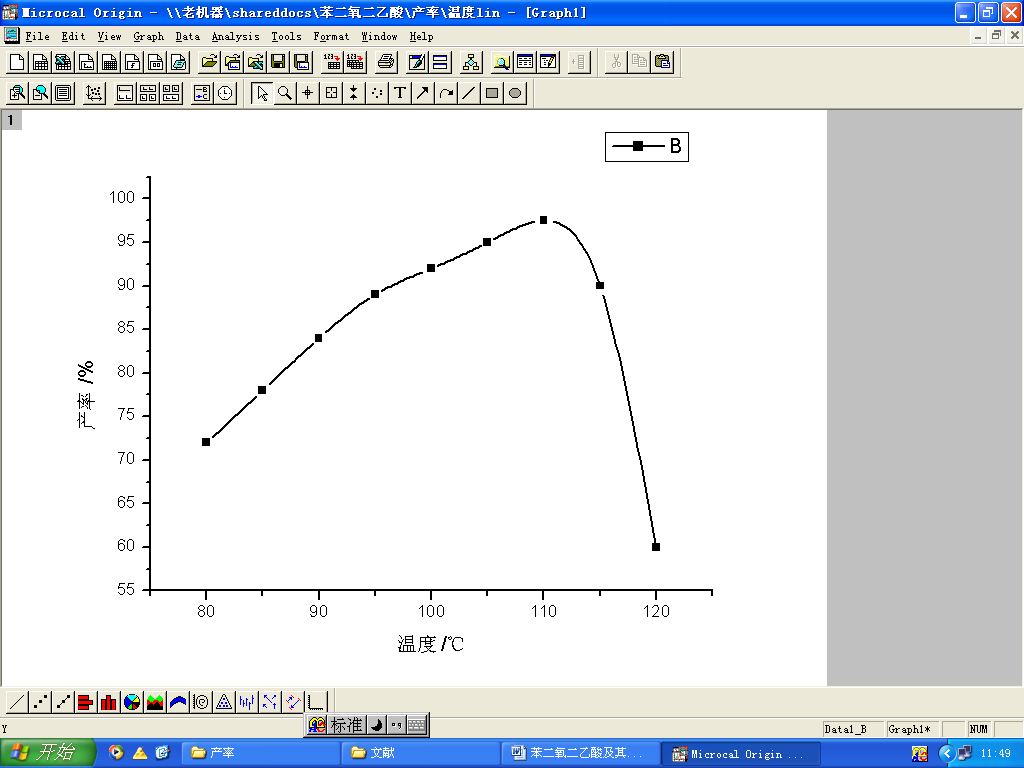 Microcal Origin - \\老机器\shareddocs\苯二氧二乙酸\产率\温度lin - [Graph1]
File Edit View Graph Data Analysis Tools Format Window Help
1
B
100
95
90
85
80
75
70
65
60
55
产率 /%
80 90 100 110 120
温度 /℃
标准
Y
Data1_B Graph1* NUM
开始 产率 文献 苯二氧二乙酸及其... Microcal Origin ... 11:49